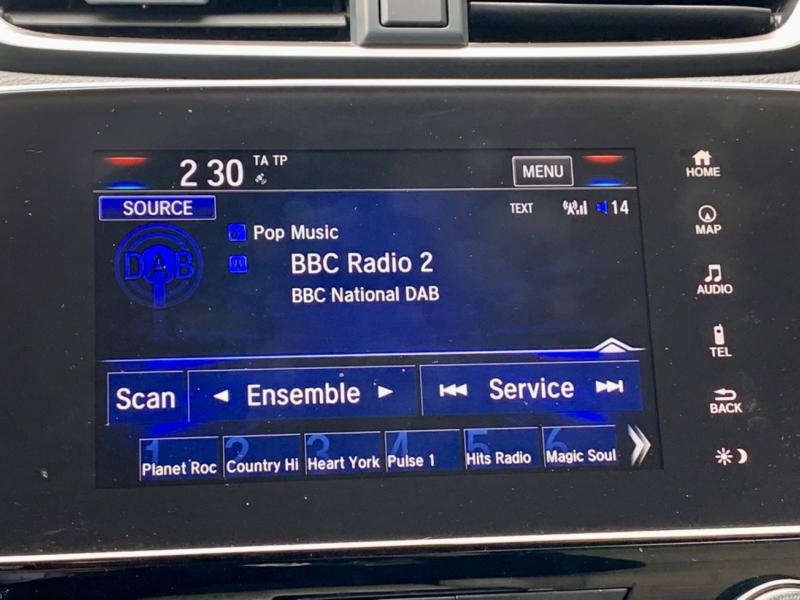 2 30 TA TP MENU
HOME
SOURCE TEXT 14
Pop Music
DAB
MAP
BBC Radio 2
BBC National DAB
AUDIO
TEL
Scan Ensemble Service
BACK
1 2 3 4 5 6
Planet Roc Country Hi Heart York Pulse 1 Hits Radio Magic Soul